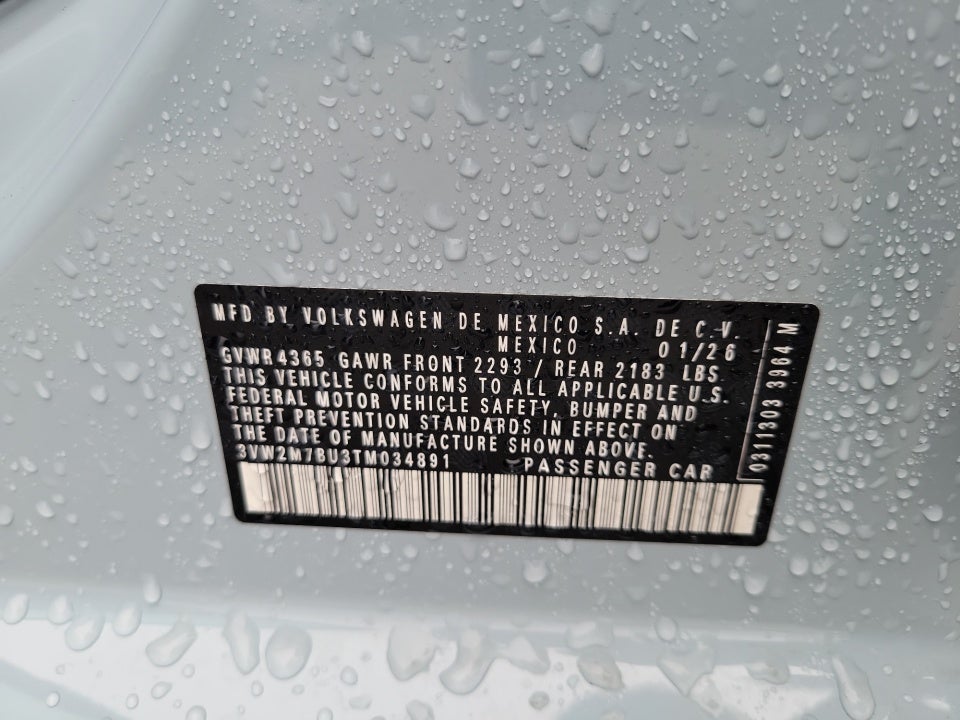 MFD BY VOLKSWAGEN DE MEXICO S.A. DE C.V
MEXICO 01/26
GVWR 4365 GAWR FRONT 2293 / REAR 2183 LBS
THIS VEHICLE CONFORMS TO ALL APPLICABLE U.S.
FEDERAL MOTOR VEHICLE SAFETY, BUMPER AND
THEFT PREVENTION STANDARDS IN EFFECT ON
THE DATE OF MANUFACTURE SHOWN ABOVE.
3VW2M7BU3TM034891 PASSENGER CAR
0311303 3964 M